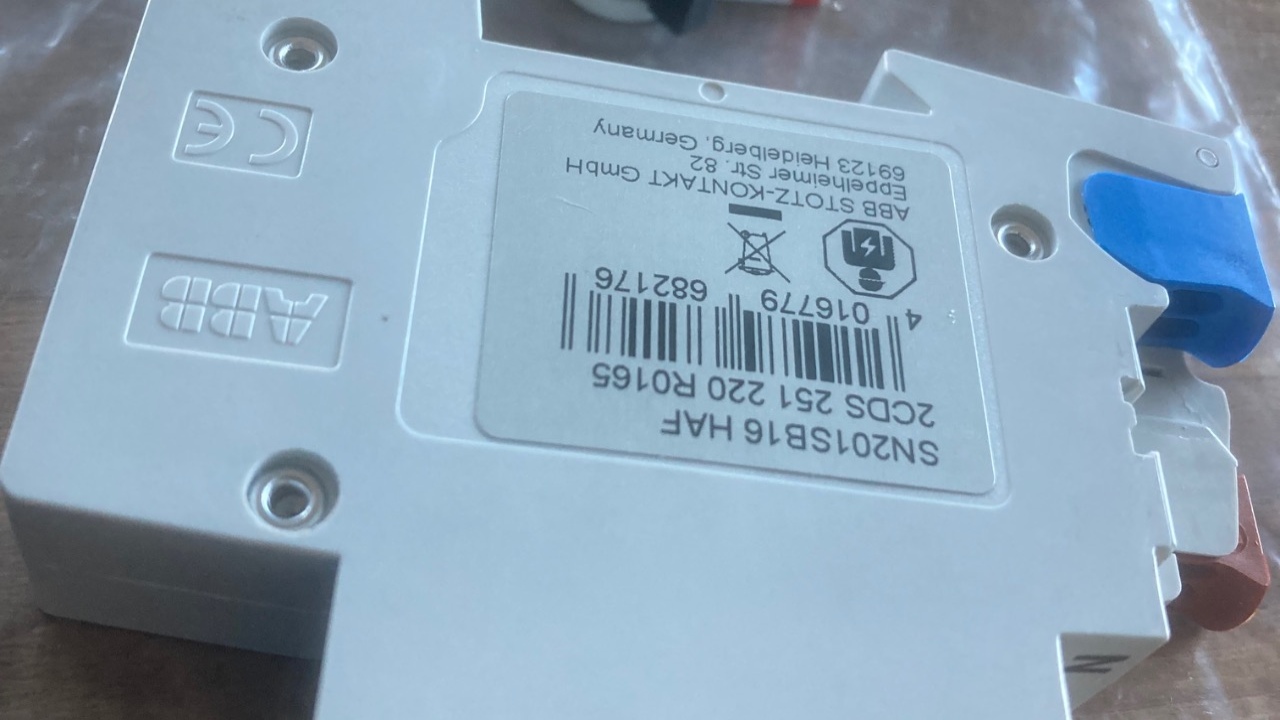 SN201SB16 HAF
2CDS 251 220 R0165
4 016779 682176
ABB STOTZ-KONTAKT GmbH
Eppelheimer Str. 82
69123 Heidelberg, Germany
ABB
CE
N